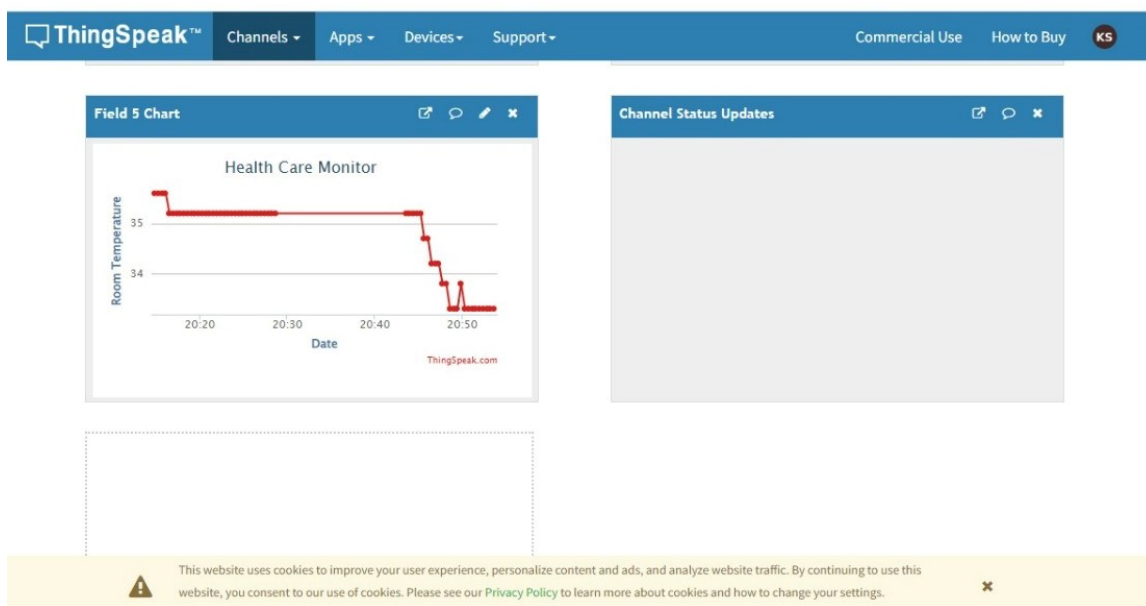 ThingSpeak™ Channels Apps Devices Support Commercial Use How to Buy KS
Field 5 Chart
Health Care Monitor
Room Temperature
35
34
20:20 20:30 20:40 20:50
Date
ThingSpeak.com
Channel Status Updates
This website uses cookies to improve your user experience, personalize content and ads, and analyze website traffic. By continuing to use this
website, you consent to our use of cookies. Please see our Privacy Policy to learn more about cookies and how to change your settings.